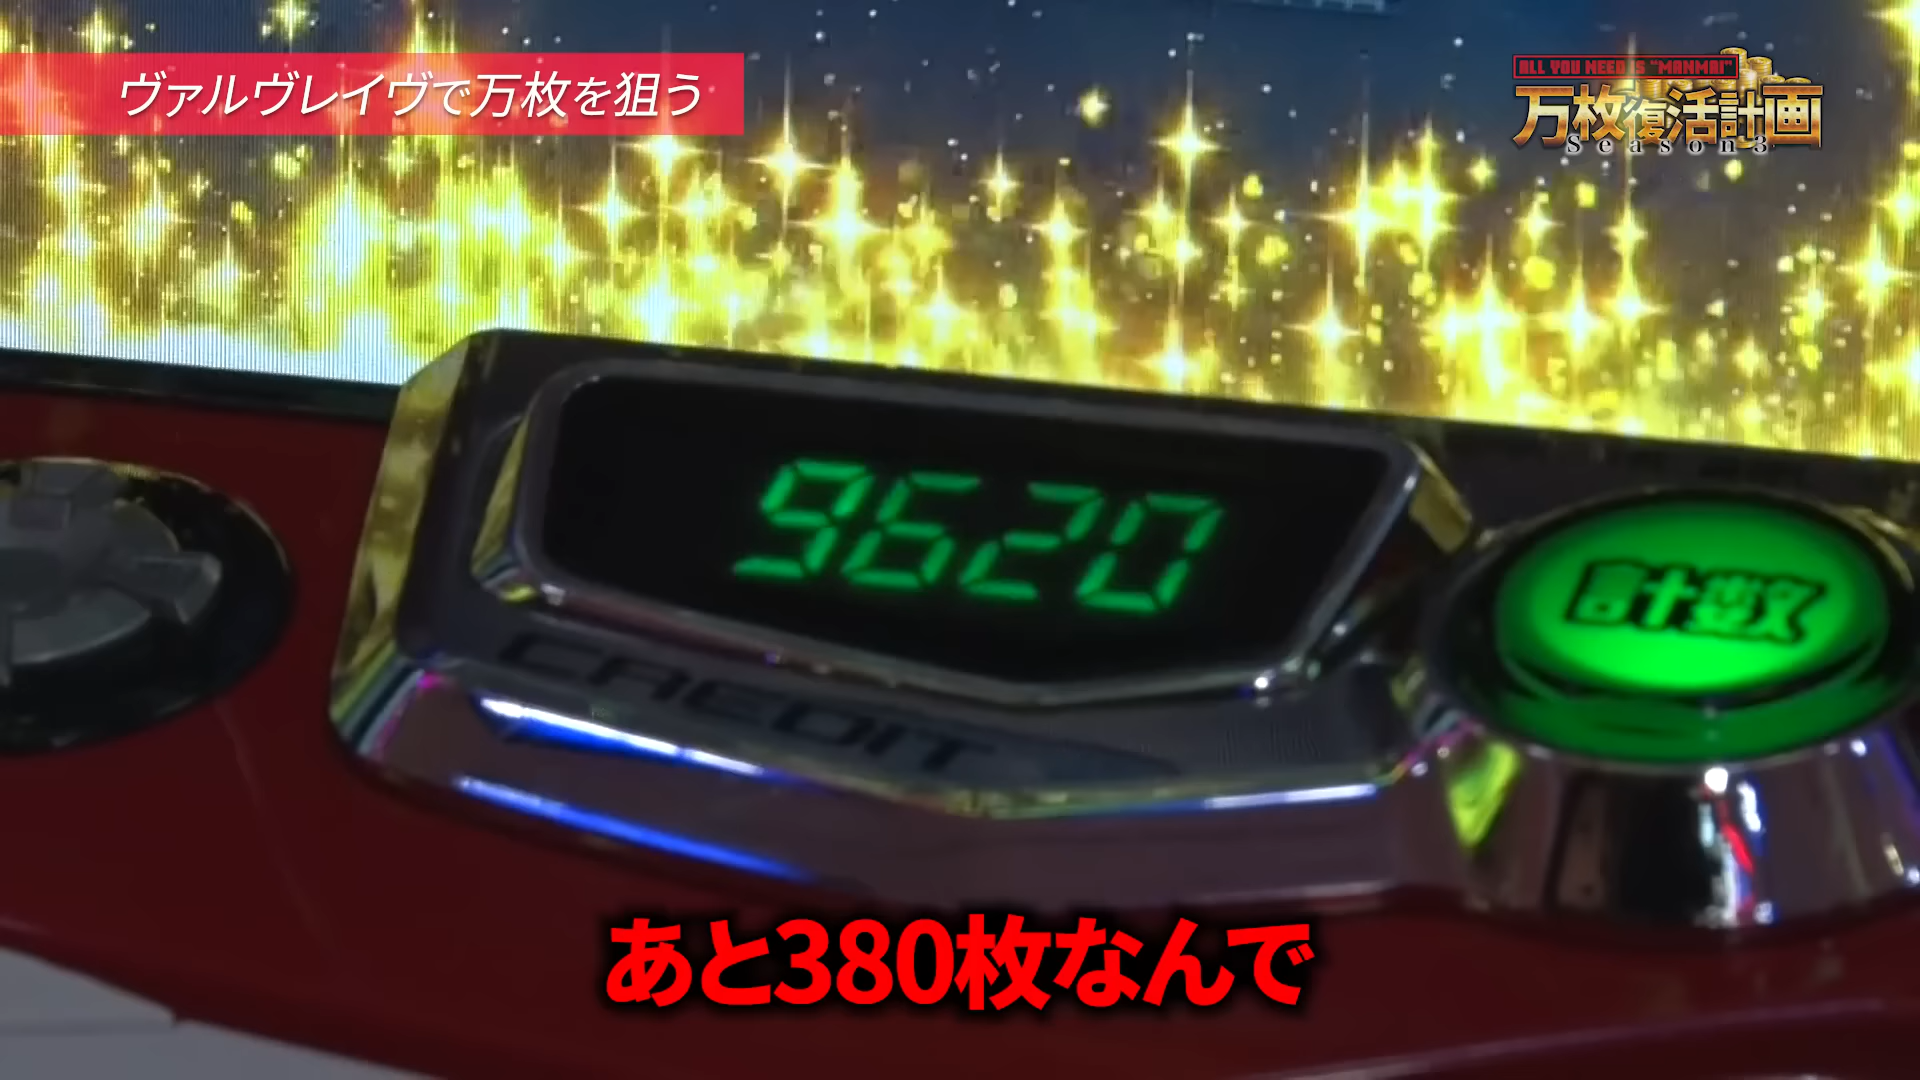 ヴァルヴレイヴで万枚を狙う
ALL YOU NEED IS "MANMAI"
万枚復活計画
Season3
9620
計数
CREDIT
あと380枚なんで